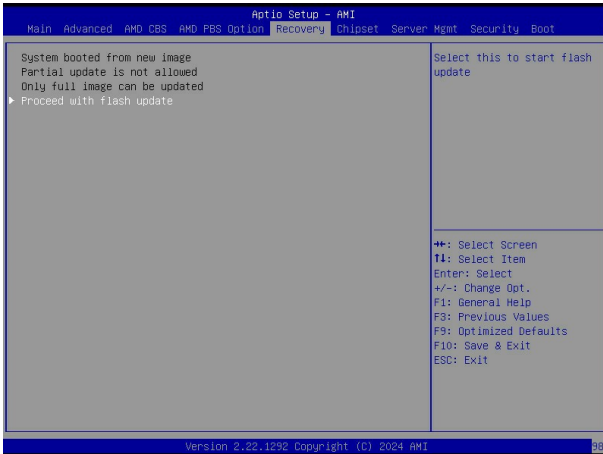 Aptio Setup - AMI
Main Advanced AMD CBS AMD PBS Option Recovery Chipset Server Mgmt Security Boot
System booted from new image
Partial update is not allowed
Only full image can be updated
Proceed with flash update
Select this to start flash
update
→←: Select Screen
↑↓: Select Item
Enter: Select
+/-: Change Opt.
F1: General Help
F3: Previous Values
F9: Optimized Defaults
F10: Save & Exit
ESC: Exit
Version 2.22.1292 Copyright (C) 2024 AMI
98